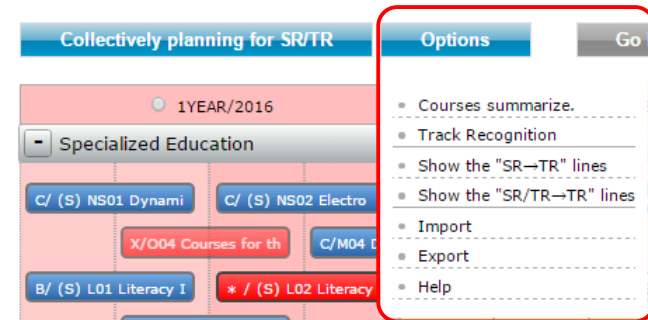 Collectively planning for SR/TR
Options
Go
1YEAR/2016
- Specialized Education
C/ (S) NS01 Dynami
C/ (S) NS02 Electro
X/O04 Courses for th
C/M04 D
B/ (S) L01 Literacy I
* / (S) L02 Literacy
Courses summarize.
Track Recognition
Show the "SR→TR" lines
Show the "SR/TR→TR" lines
Import
Export
Help